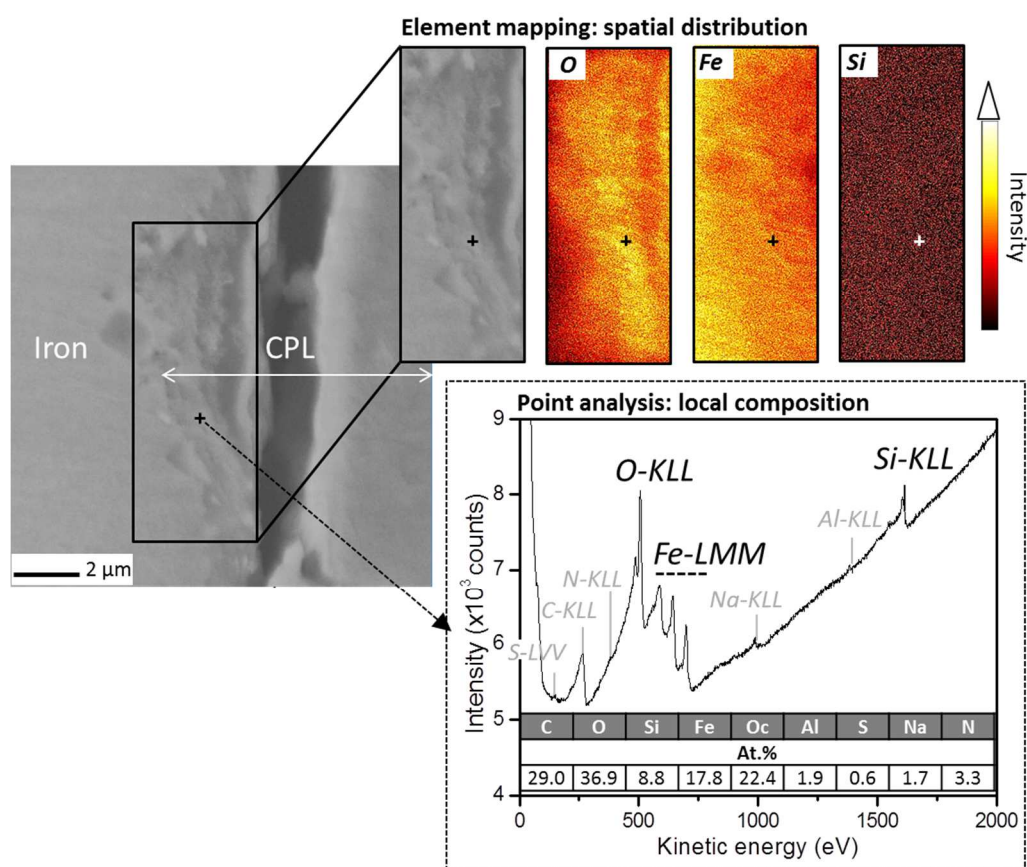 Element mapping: spatial distribution
O
Fe
Si
Intensity
Iron
CPL
2 µm
Point analysis: local composition
9
8
7
6
5
4
Intensity (x10³ counts)
O-KLL
Si-KLL
Fe-LMM
Al-KLL
N-KLL
C-KLL
Na-KLL
S-LVV
C O Si Fe Oc Al S Na N
At.%
29.0 36.9 8.8 17.8 22.4 1.9 0.6 1.7 3.3
0 500 1000 1500 2000
Kinetic energy (eV)